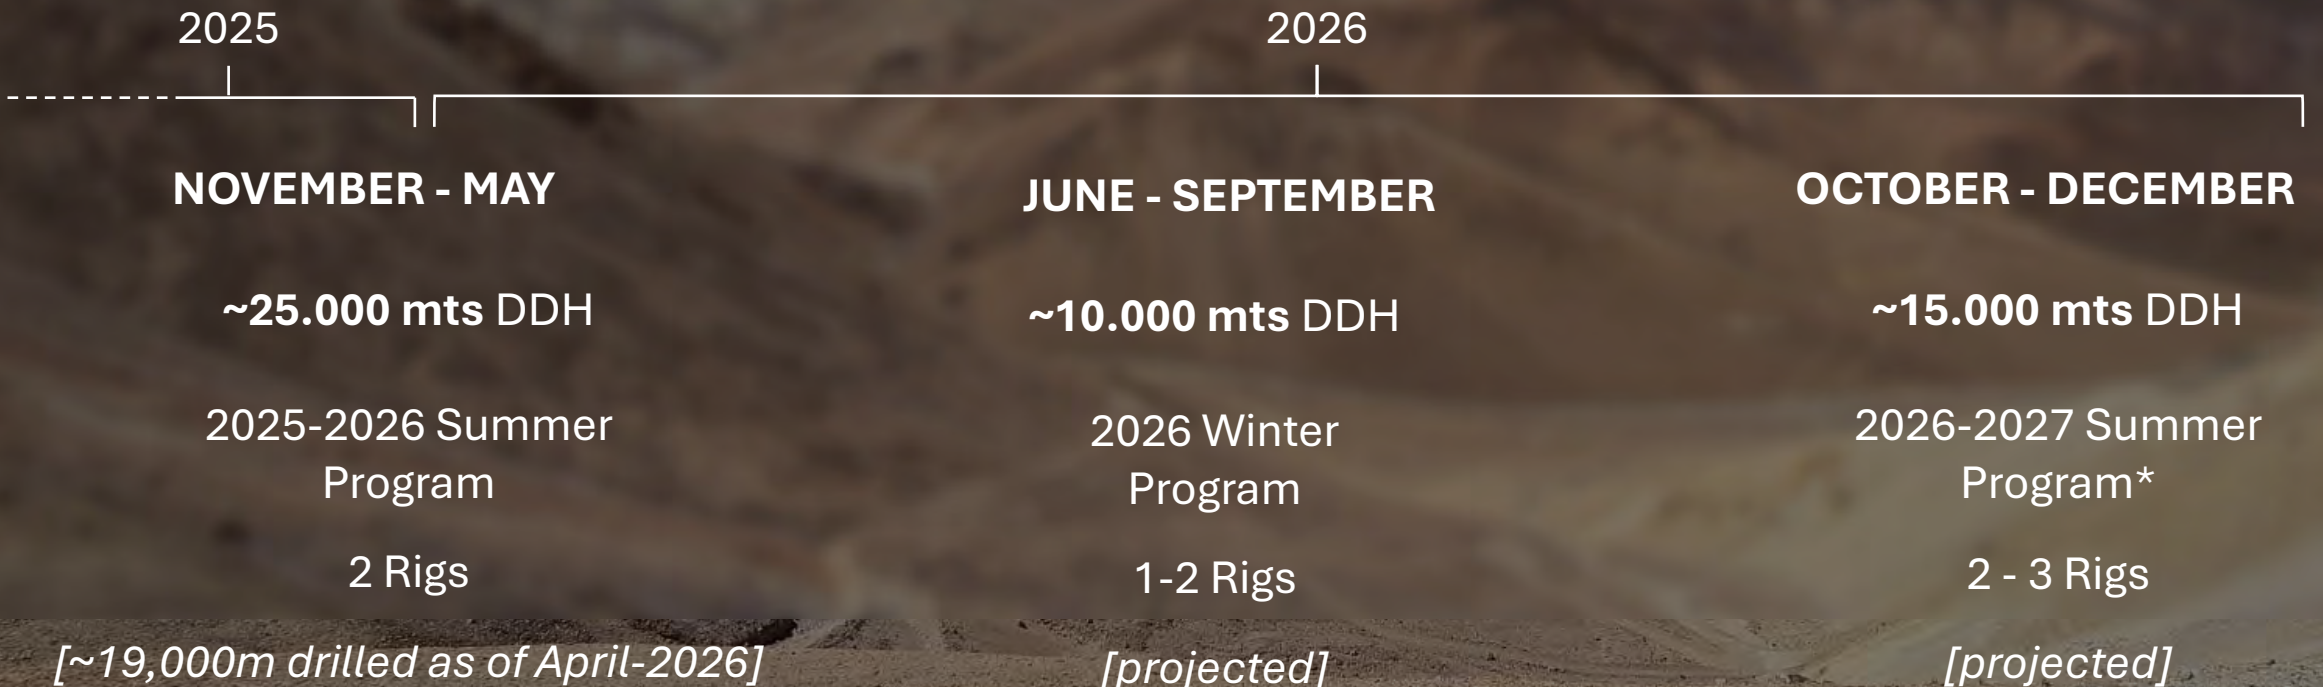 2025
2026
NOVEMBER - MAY
~25.000 mts DDH
2025-2026 Summer
Program
2 Rigs
[~19,000m drilled as of April-2026]
JUNE - SEPTEMBER
~10.000 mts DDH
2026 Winter
Program
1-2 Rigs
[projected]
OCTOBER - DECEMBER
~15.000 mts DDH
2026-2027 Summer
Program*
2 - 3 Rigs
[projected]